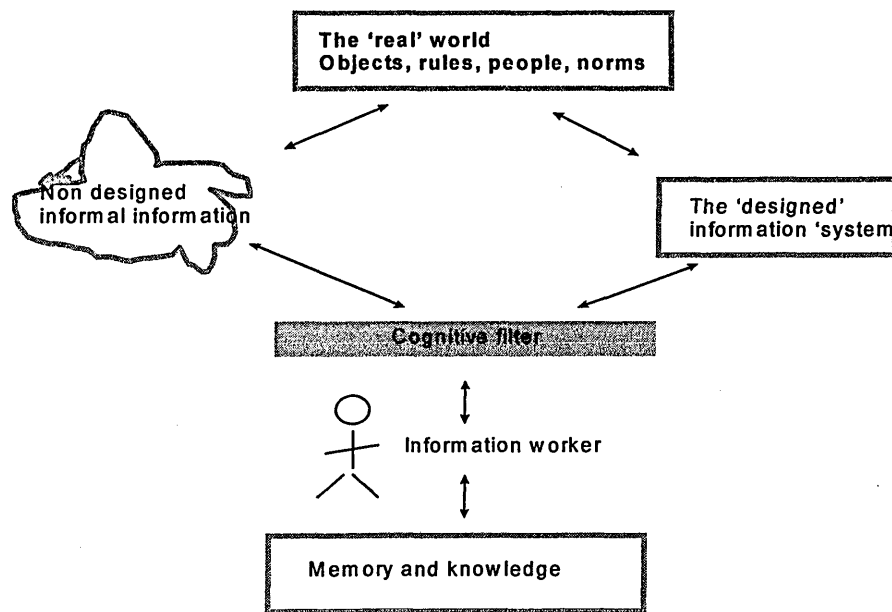 The ‘real’ world
Objects, rules, people, norms
Non designed
informal information
The ‘designed’
information ‘system
Cognitive filter
Information worker
Memory and knowledge